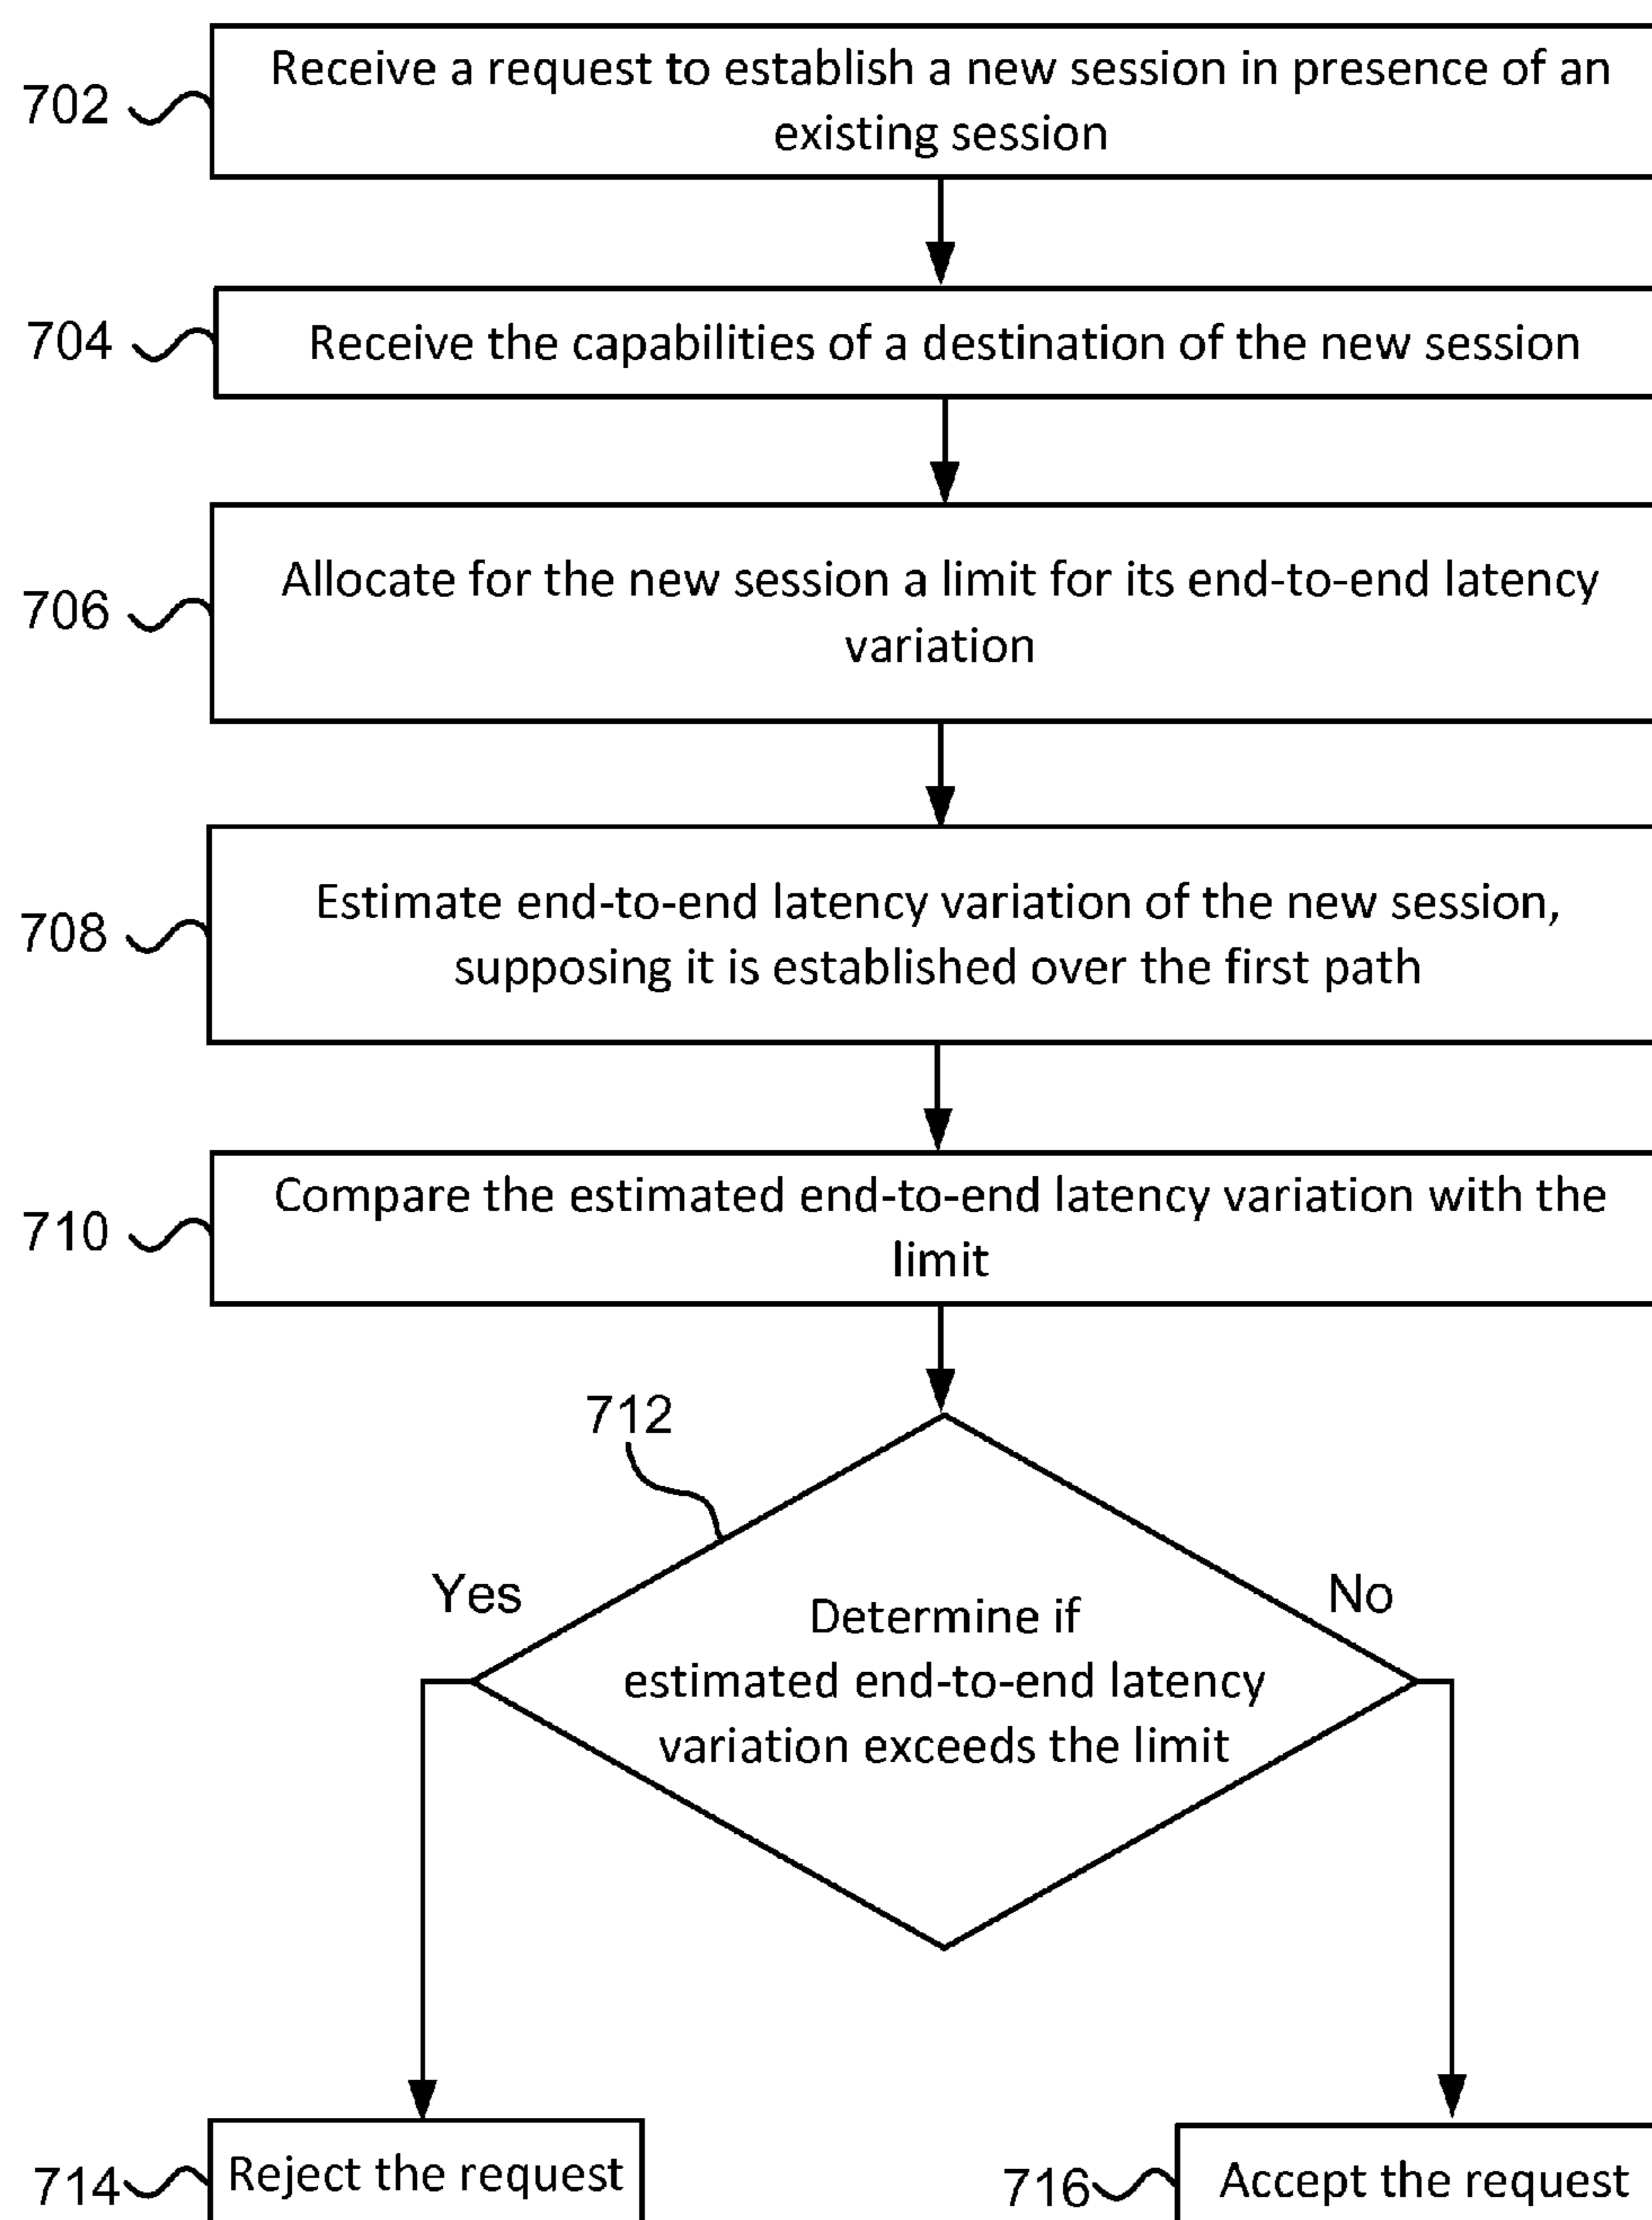 702
Receive a request to establish a new session in presence of an
existing session
704
Receive the capabilities of a destination of the new session
706
Allocate for the new session a limit for its end-to-end latency
variation
708
Estimate end-to-end latency variation of the new session,
supposing it is established over the first path
710
Compare the estimated end-to-end latency variation with the
limit
712
Yes
No
Determine if
estimated end-to-end latency
variation exceeds the limit
714
Reject the request
716
Accept the request